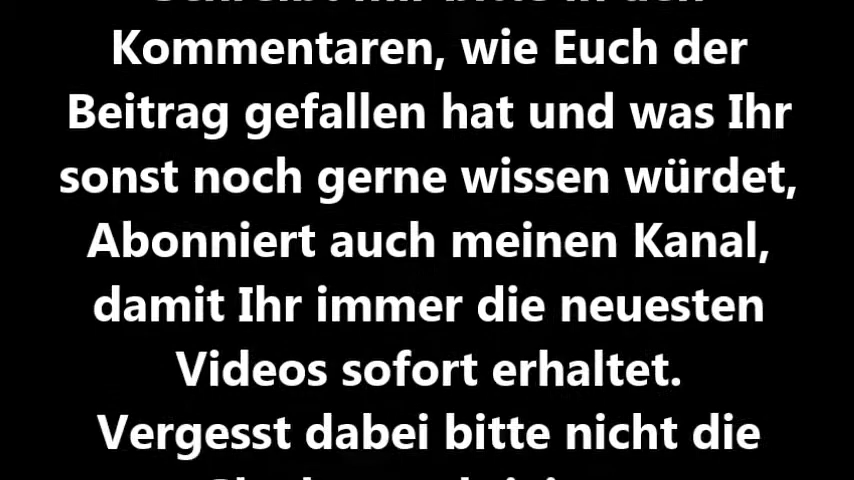 Kommentaren, wie Euch der
Beitrag gefallen hat und was Ihr
sonst noch gerne wissen würdet,
Abonniert auch meinen Kanal,
damit Ihr immer die neuesten
Videos sofort erhaltet.
Vergesst dabei bitte nicht die